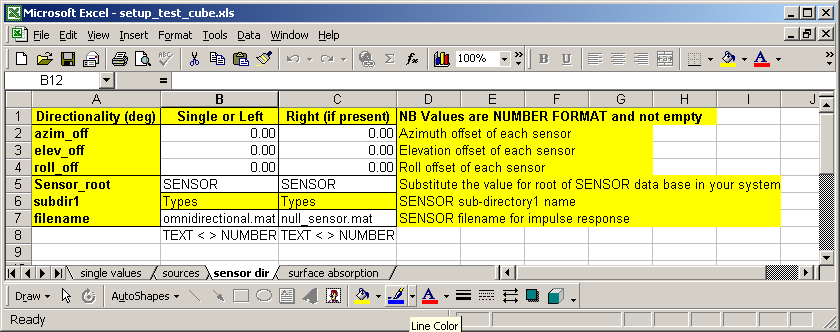 Microsoft Excel - setup_test_cube.xls
File Edit View Insert Format Tools Data Window Help
100% B U A
B12 =
A B C D E F G H I J
1 Directionality (deg) Single or Left Right (if present) NB Values are NUMBER FORMAT and not empty
2 azim_off 0.00 0.00 Azimuth offset of each sensor
3 elev_off 0.00 0.00 Elevation offset of each sensor
4 roll_off 0.00 0.00 Roll offset of each sensor
5 Sensor_root SENSOR SENSOR Substitute the value for root of SENSOR data base in your system
6 subdir1 Types Types SENSOR sub-directory1 name
7 filename omnidirectional.mat null_sensor.mat SENSOR filename for impulse response
8 TEXT < > NUMBER TEXT < > NUMBER
9
single values sources sensor dir surface absorption
Draw AutoShapes A A
Ready Line Color